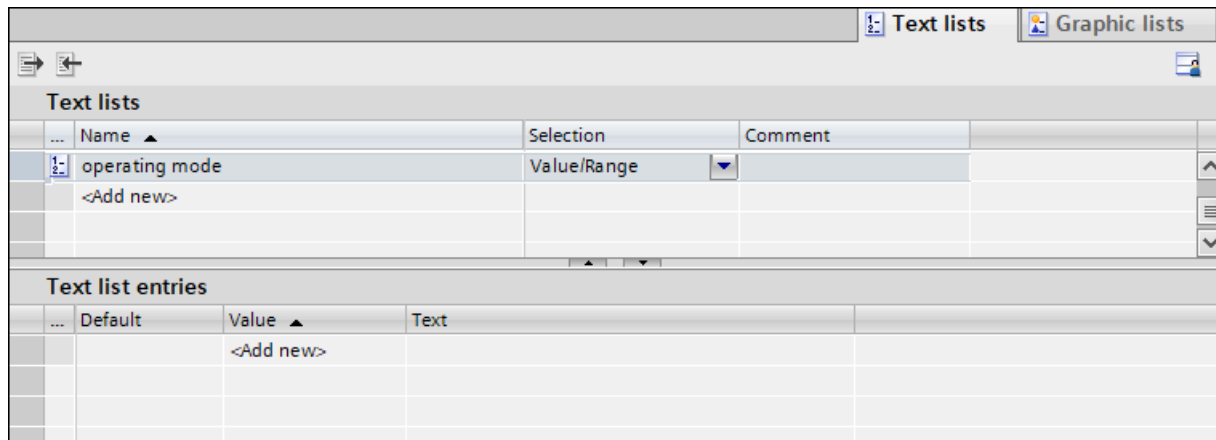 Text lists
Graphic lists
Text lists
... Name Selection Comment
operating mode Value/Range
<Add new>
Text list entries
... Default Value Text
<Add new>